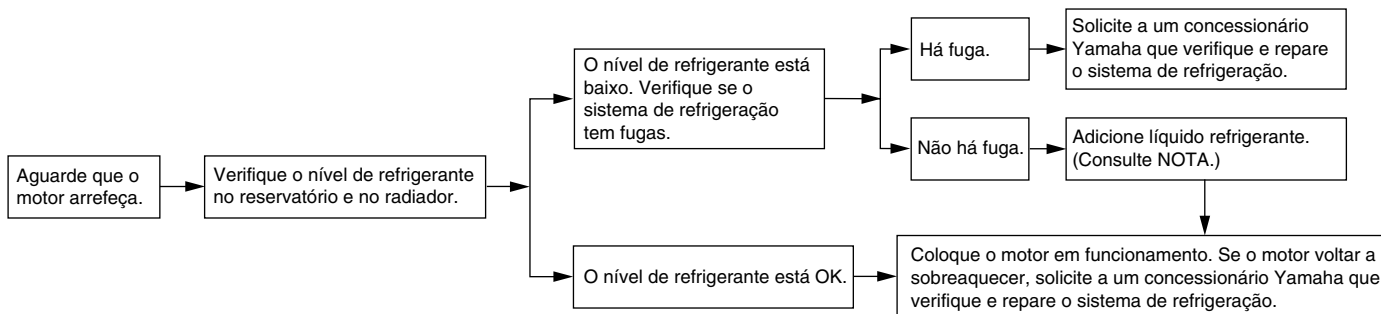 Aguarde que o
motor arrefeça.
Verifique o nível de refrigerante
no reservatório e no radiador.
O nível de refrigerante está
baixo. Verifique se o
sistema de refrigeração
tem fugas.
Há fuga.
Solicite a um concessionário
Yamaha que verifique e repare
o sistema de refrigeração.
Não há fuga.
Adicione líquido refrigerante.
(Consulte NOTA.)
O nível de refrigerante está OK.
Coloque o motor em funcionamento. Se o motor voltar a
sobreaquecer, solicite a um concessionário Yamaha que
verifique e repare o sistema de refrigeração.